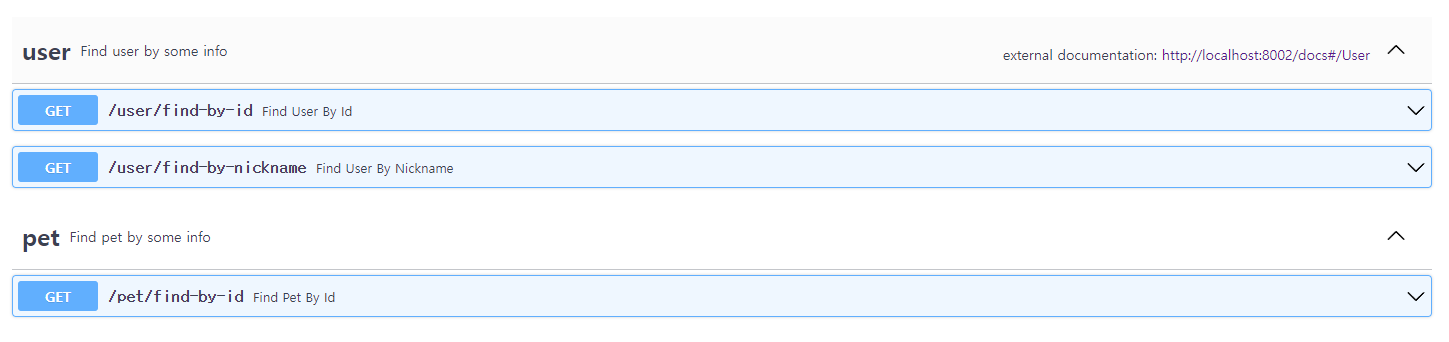 user Find user by some info external documentation: http://localhost:8002/docs#/User
GET /user/find-by-id Find User By Id
GET /user/find-by-nickname Find User By Nickname
pet Find pet by some info
GET /pet/find-by-id Find Pet By Id